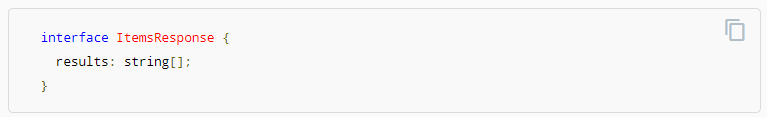 interface ItemsResponse {
  results: string[];
}